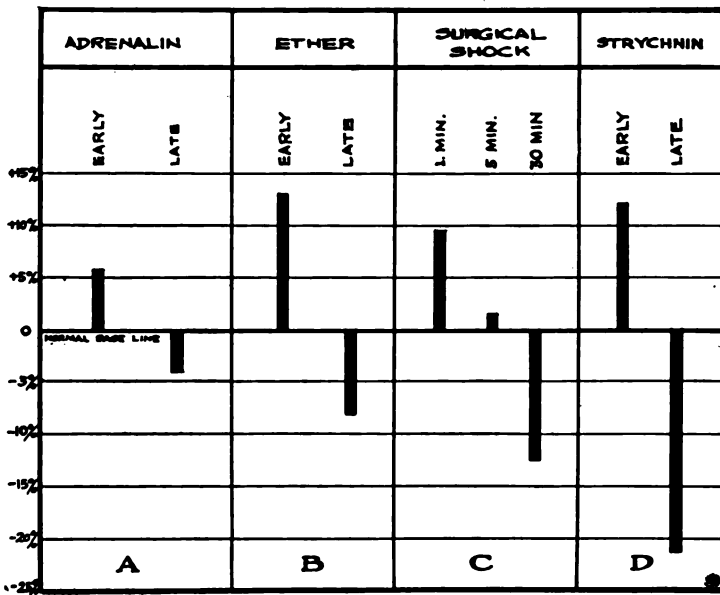 ADRENALIN
ETHER
SURGICAL
SHOCK
STRYCHNIN
EARLY
LATE
EARLY
LATE
1 MIN.
5 MIN.
30 MIN
EARLY
LATE
+15%
+10%
+5%
0
NORMAL BASE LINE
-5%
-10%
-15%
-20%
-25%
A
B
C
D